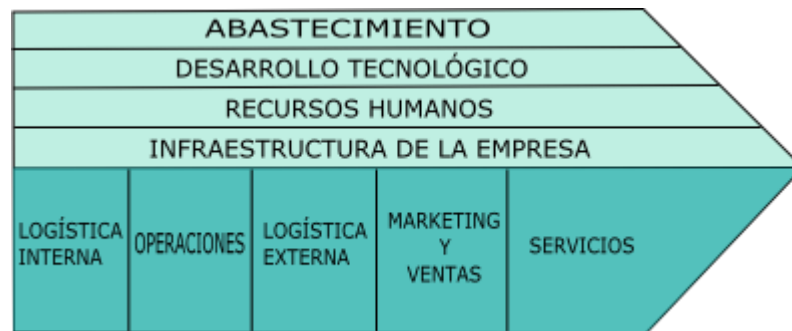 ABASTECIMIENTO
DESARROLLO TECNOLÓGICO
RECURSOS HUMANOS
INFRAESTRUCTURA DE LA EMPRESA
LOGÍSTICA
INTERNA
OPERACIONES
LOGÍSTICA
EXTERNA
MARKETING
Y
VENTAS
SERVICIOS